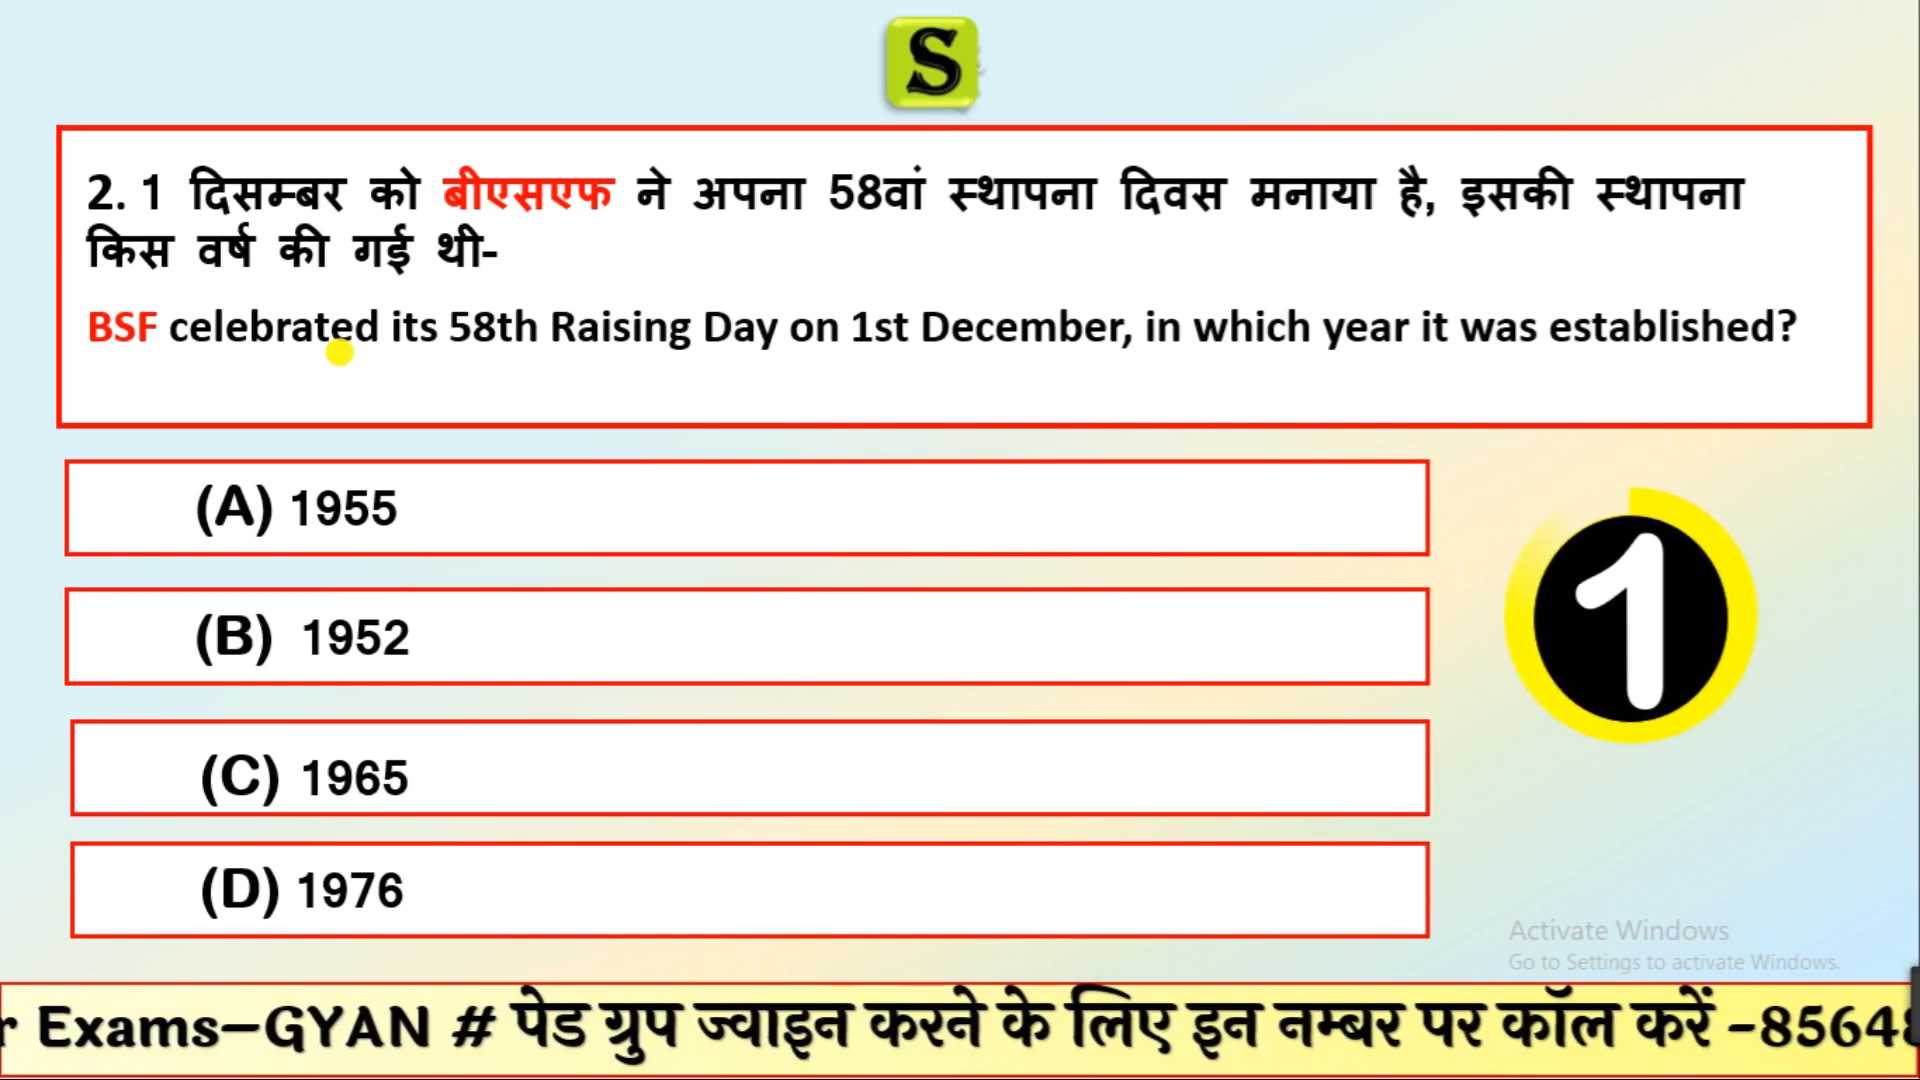 S
2. 1 दिसम्बर को बीएसएफ ने अपना 58वां स्थापना दिवस मनाया है, इसकी स्थापना
किस वर्ष की गई थी-
BSF celebrated its 58th Raising Day on 1st December, in which year it was established?
(A) 1955
(B) 1952
(C) 1965
(D) 1976
1
Activate Windows
Go to Settings to activate Windows.
Exams-GYAN # पेड ग्रुप ज्वाइन करने के लिए इन नम्बर पर कॉल करें -8564